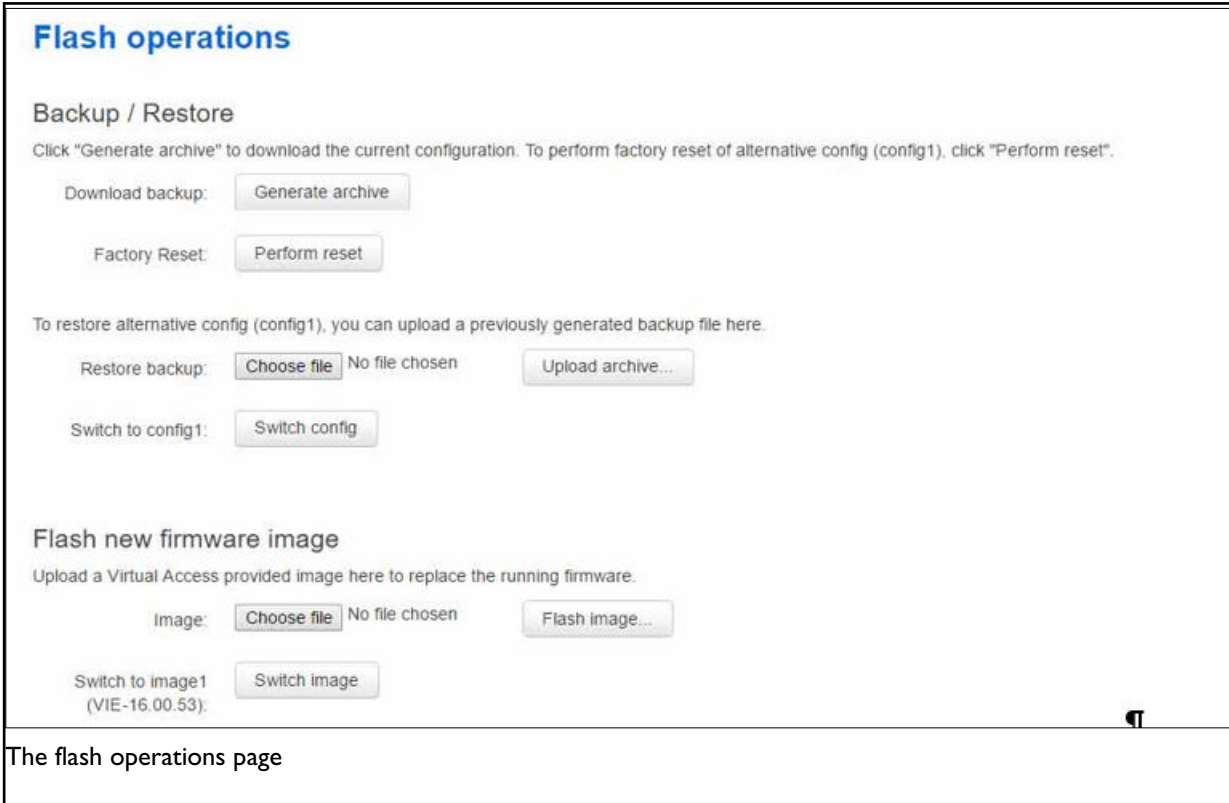 Flash operations
Backup / Restore
Click "Generate archive" to download the current configuration. To perform factory reset of alternative config (config1), click "Perform reset".
Download backup: Generate archive
Factory Reset: Perform reset
To restore alternative config (config1), you can upload a previously generated backup file here.
Restore backup: Choose file No file chosen Upload archive...
Switch to config1: Switch config
Flash new firmware image
Upload a Virtual Access provided image here to replace the running firmware.
Image: Choose file No file chosen Flash image...
Switch to image1 Switch image
(VIE-16.00.53):
¶
The flash operations page